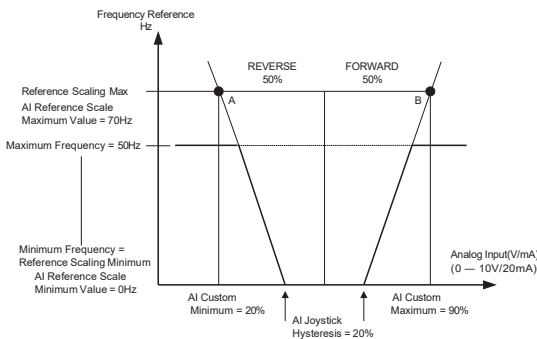 Frequency Reference
Hz
REVERSE
50%
FORWARD
50%
Reference Scaling Max
A
B
AI Reference Scale
Maximum Value = 70Hz
Maximum Frequency = 50Hz
Minimum Frequency =
Reference Scaling Minimum
AI Reference Scale
Minimum Value = 0Hz
Analog Input(V/mA)
(0 — 10V/20mA)
AI Custom
Minimum = 20%
AI Joystick
Hysteresis = 20%
AI Custom
Maximum = 90%